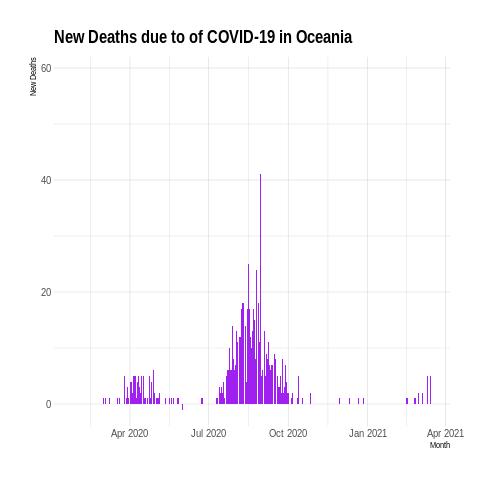 New Deaths due to of COVID-19 in Oceania
New Deaths
60
40
20
0
Apr 2020 Jul 2020 Oct 2020 Jan 2021 Apr 2021
Month